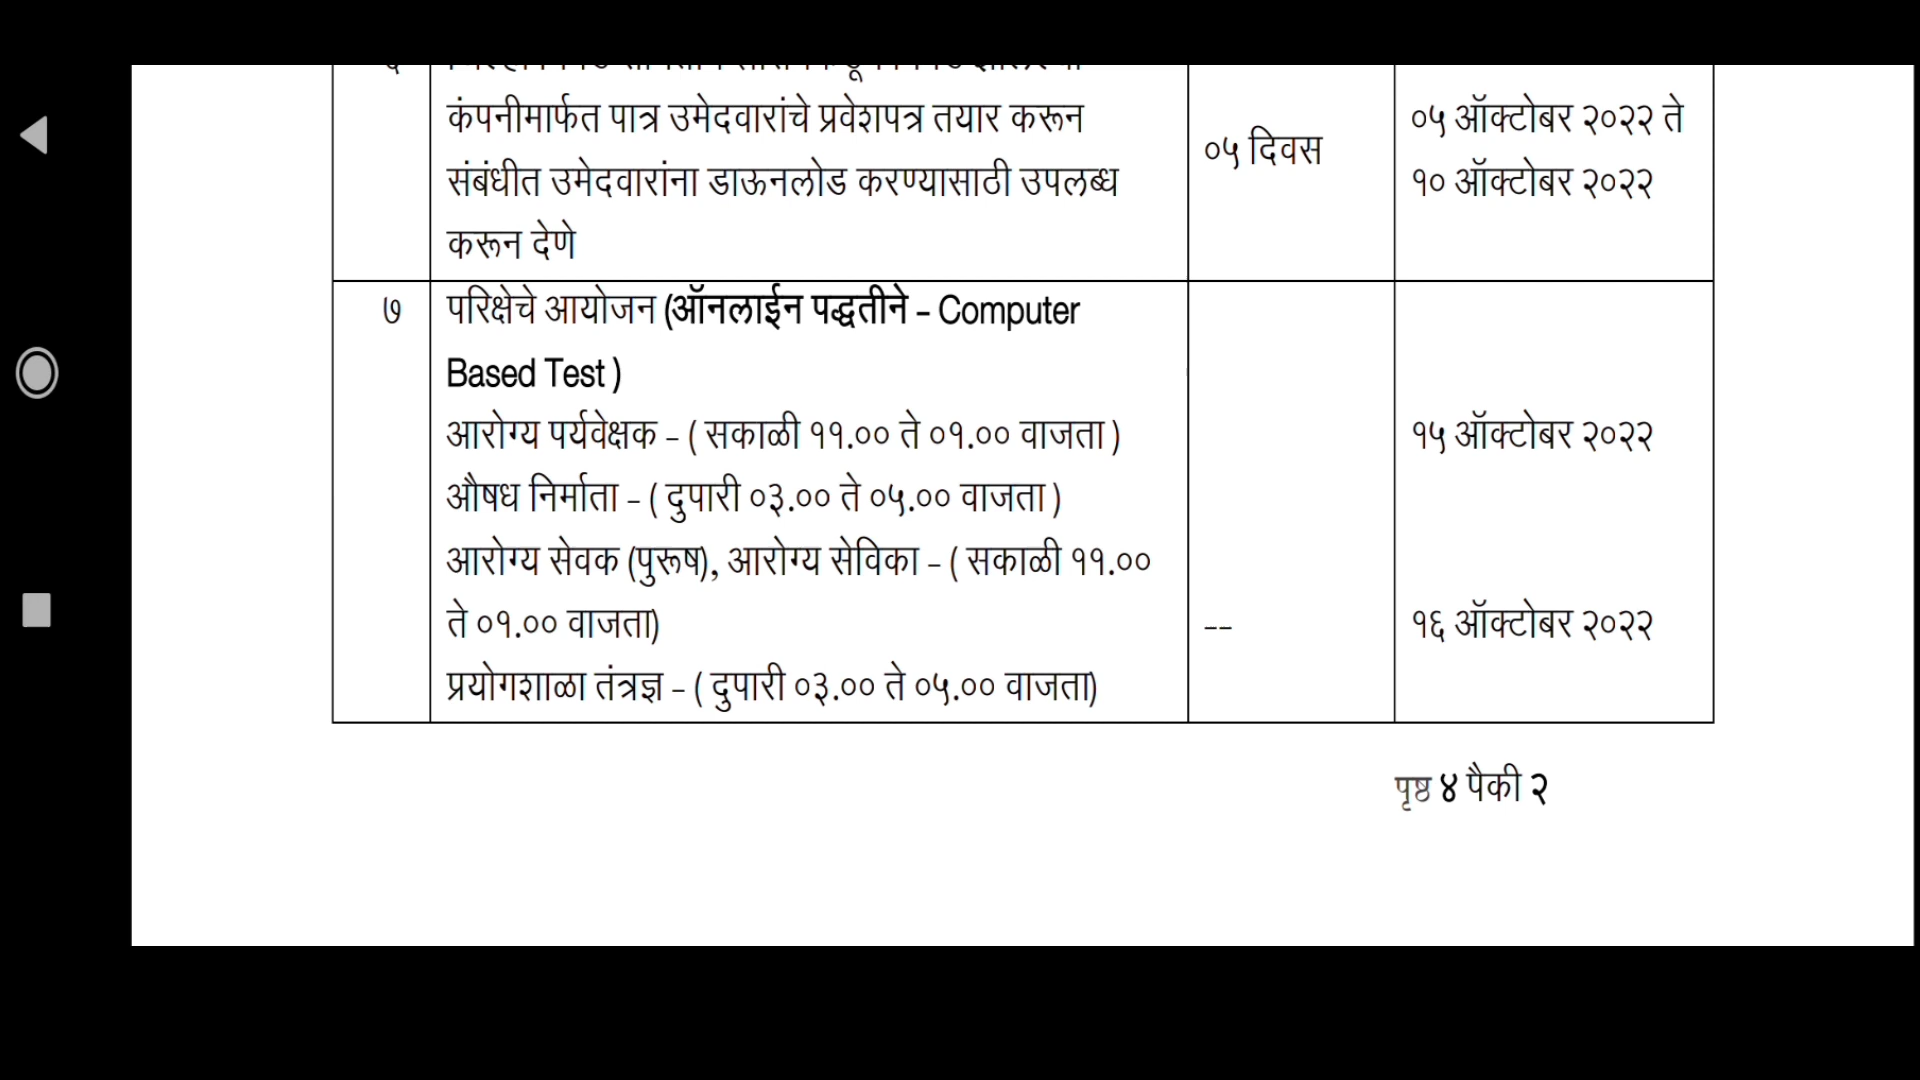 कंपनीमार्फत पात्र उमेदवारांचे प्रवेशपत्र तयार करून
संबंधीत उमेदवारांना डाऊनलोड करण्यासाठी उपलब्ध
करून देणे
०५ दिवस
०५ ऑक्टोबर २०२२ ते
१० ऑक्टोबर २०२२
७
परिक्षेचे आयोजन (ऑनलाईन पद्धतीने – Computer
Based Test )
आरोग्य पर्यवेक्षक – ( सकाळी ११.०० ते ०१.०० वाजता )
औषध निर्माता – ( दुपारी ०३.०० ते ०५.०० वाजता )
आरोग्य सेवक (पुरूष), आरोग्य सेविका – ( सकाळी ११.००
ते ०१.०० वाजता)
प्रयोगशाळा तंत्रज्ञ – ( दुपारी ०३.०० ते ०५.०० वाजता)
--
१५ ऑक्टोबर २०२२
१६ ऑक्टोबर २०२२
पृष्ठ ४ पैकी २